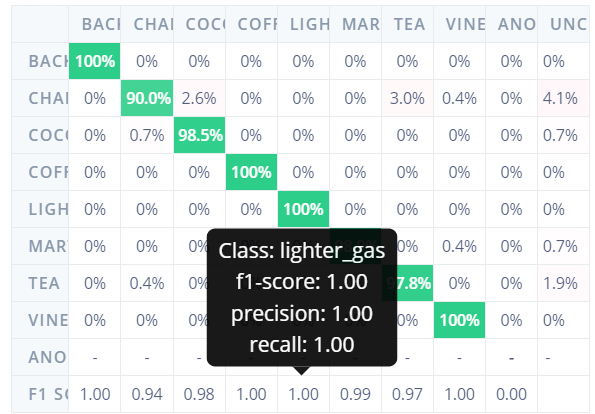 BACK CHAI COCO COFF LIGH MAR TEA VINE ANO UNC
BACK 100% 0% 0% 0% 0% 0% 0% 0% 0% 0%
CHAI 0% 90.0% 2.6% 0% 0% 0% 3.0% 0.4% 0% 4.1%
COCO 0% 0.7% 98.5% 0% 0% 0% 0% 0% 0% 0.7%
COFF 0% 0% 0% 100% 0% 0% 0% 0% 0% 0%
LIGH 0% 0% 0% 0% 100% 0% 0% 0% 0% 0%
MAR 0% 0% 0% 0% 0.4% 0% 0.7%
TEA 0% 0.4% 0% 97.8% 0% 0% 1.9%
VINE 0% 0% 0% 0% 100% 0% 0%
ANO - - - - - - - - - -
F1 SC 1.00 0.94 0.98 1.00 1.00 0.99 0.97 1.00 0.00
Class: lighter_gas
f1-score: 1.00
precision: 1.00
recall: 1.00